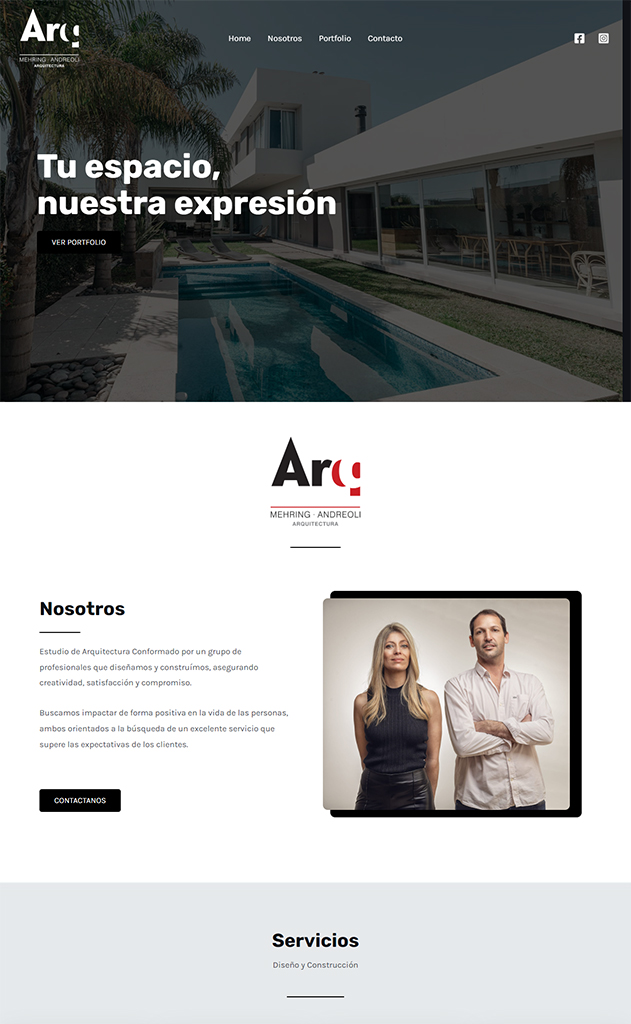 Arq
MEHRING · ANDREOLI
ARQUITECTURA
Home Nosotros Portfolio Contacto
Tu espacio,
nuestra expresión
VER PORTFOLIO
Arq
MEHRING · ANDREOLI
ARQUITECTURA
Nosotros
Estudio de Arquitectura Conformado por un grupo de
profesionales que diseñamos y construímos, asegurando
creatividad, satisfacción y compromiso.
Buscamos impactar de forma positiva en la vida de las personas,
ambos orientados a la búsqueda de un excelente servicio que
supere las expectativas de los clientes.
CONTACTANOS
Servicios
Diseño y Construcción